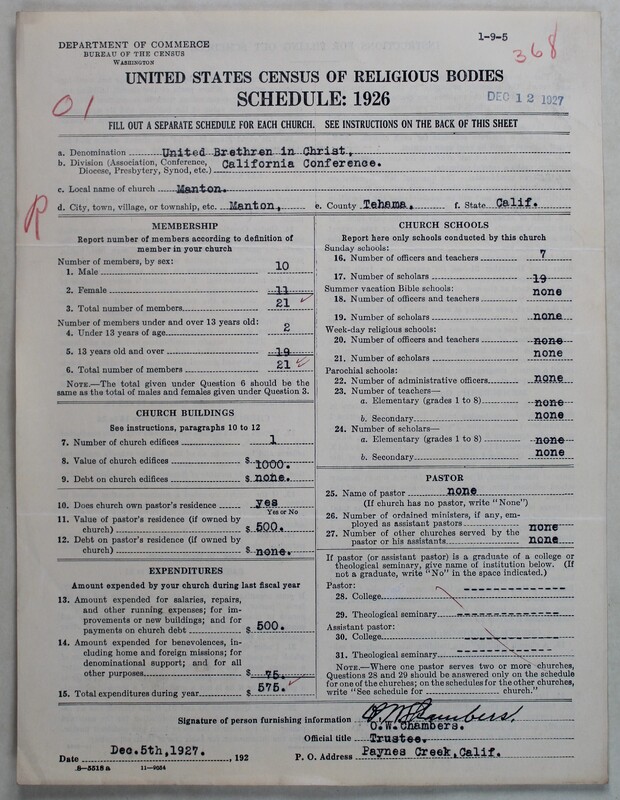 1-9-5
368
DEPARTMENT OF COMMERCE
BUREAU OF THE CENSUS
WASHINGTON
UNITED STATES CENSUS OF RELIGIOUS BODIES
SCHEDULE: 1926
DEC 12 1927
01
FILL OUT A SEPARATE SCHEDULE FOR EACH CHURCH. SEE INSTRUCTIONS ON THE BACK OF THIS SHEET
a. Denomination United Brethren in Christ.
b. Division (Association, Conference, California Conference.
Diocese, Presbytery, Synod, etc.)
c. Local name of church Manton.
R
d. City, town, village, or township, etc. Manton, e. County Tehama. f. State Calif.
MEMBERSHIP
Report number of members according to definition of
member in your church
Number of members, by sex:
1. Male 10
2. Female 11
3. Total number of members 21
Number of members under and over 13 years old:
4. Under 13 years of age 2
5. 13 years old and over 19
6. Total number of members 21
NOTE.—The total given under Question 6 should be the
same as the total of males and females given under Question 3.
CHURCH BUILDINGS
See instructions, paragraphs 10 to 12
7. Number of church edifices 1
8. Value of church edifices $ 1000.
9. Debt on church edifices $ none.
10. Does church own pastor's residence yes
Yes or No
11. Value of pastor's residence (if owned by
church) $ 500.
12. Debt on pastor's residence (if owned by
church) $ none.
EXPENDITURES
Amount expended by your church during last fiscal year
13. Amount expended for salaries, repairs,
and other running expenses; for im-
provements or new buildings; and for
payments on church debt $ 500.
14. Amount expended for benevolences, in-
cluding home and foreign missions; for
denominational support; and for all
other purposes $ 75.
15. Total expenditures during year $ 575.
CHURCH SCHOOLS
Report here only schools conducted by this church
Sunday schools:
16. Number of officers and teachers 7
17. Number of scholars 19
Summer vacation Bible schools: none
18. Number of officers and teachers
19. Number of scholars none
Week-day religious schools:
20. Number of officers and teachers none
21. Number of scholars none
Parochial schools:
22. Number of administrative officers none
23. Number of teachers—
a. Elementary (grades 1 to 8) none
b. Secondary none
24. Number of scholars—
a. Elementary (grades 1 to 8) none
b. Secondary none
PASTOR
25. Name of pastor none
(If church has no pastor, write "None")
26. Number of ordained ministers, if any, em-
ployed as assistant pastors none
27. Number of other churches served by the
pastor or his assistants none
If pastor (or assistant pastor) is a graduate of a college or
theological seminary, give name of institution below. (If
not a graduate, write "No" in the space indicated.)
Pastor:
28. College ----------
29. Theological seminary ----------
Assistant pastor:
30. College ----------
31. Theological seminary ----------
NOTE.—Where one pastor serves two or more churches,
Questions 28 and 29 should be answered only on the schedule
for one of the churches; on the schedules for the other churches,
write "See schedule for ---------- church."
Signature of person furnishing information O. W. Chambers.
O.W.Chambers.
Official title Trustee.
Date Dec.5th,1927. , 192 P. O. Address Paynes Creek,Calif.
8—5518 a 11—9554